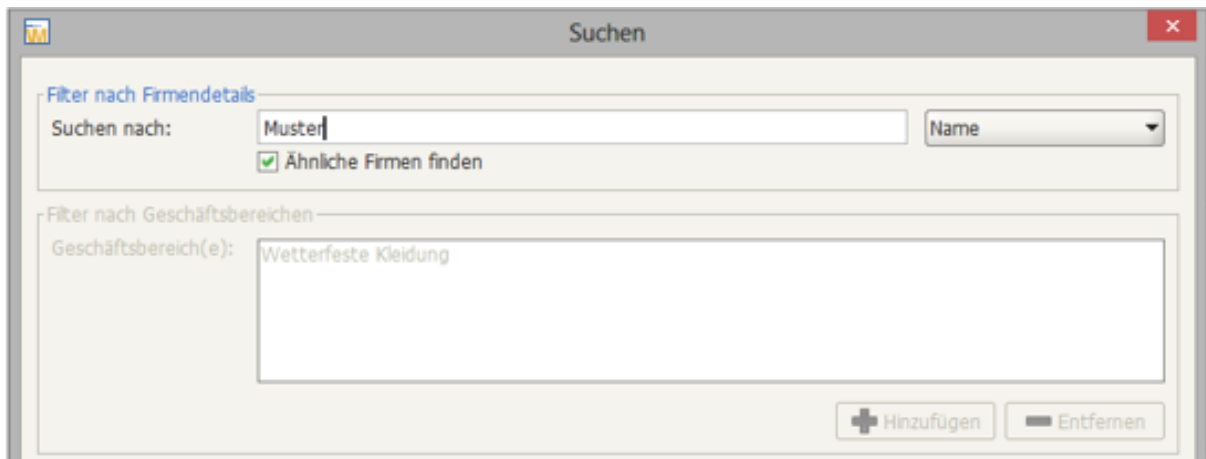 Suchen
Filter nach Firmendetails
Suchen nach: Muster Name
Ähnliche Firmen finden
Filter nach Geschäftsbereichen
Geschäftsbereich(e): Wetterfeste Kleidung
Hinzufügen Entfernen